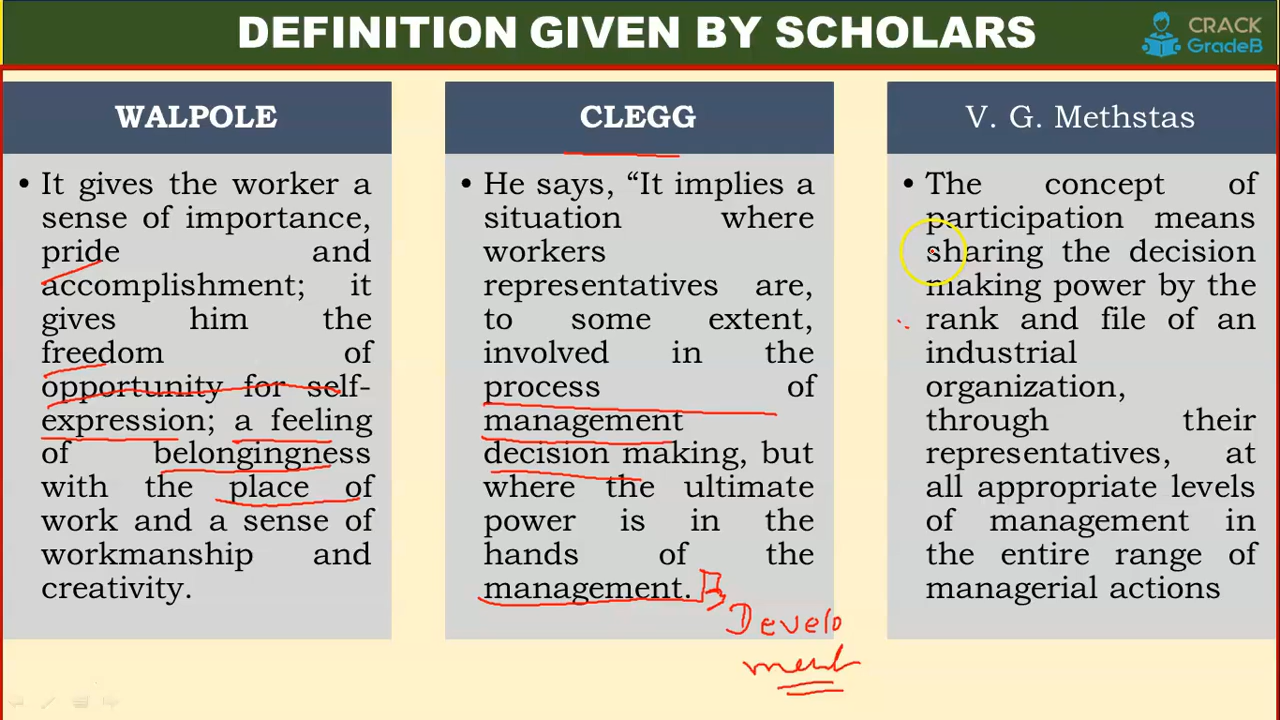 DEFINITION GIVEN BY SCHOLARS
CRACK
GradeB
WALPOLE
• It gives the worker a
sense of importance,
pride and
accomplishment; it
gives him the
freedom of
opportunity for self-
expression; a feeling
of belongingness
with the place of
work and a sense of
workmanship and
creativity.
CLEGG
• He says, “It implies a
situation where
workers
representatives are,
to some extent,
involved in the
process of
management
decision making, but
where the ultimate
power is in the
hands of the
management.
Develo
ment
V. G. Methstas
• The concept of
participation means
sharing the decision
making power by the
rank and file of an
industrial
organization,
through their
representatives, at
all appropriate levels
of management in
the entire range of
managerial actions